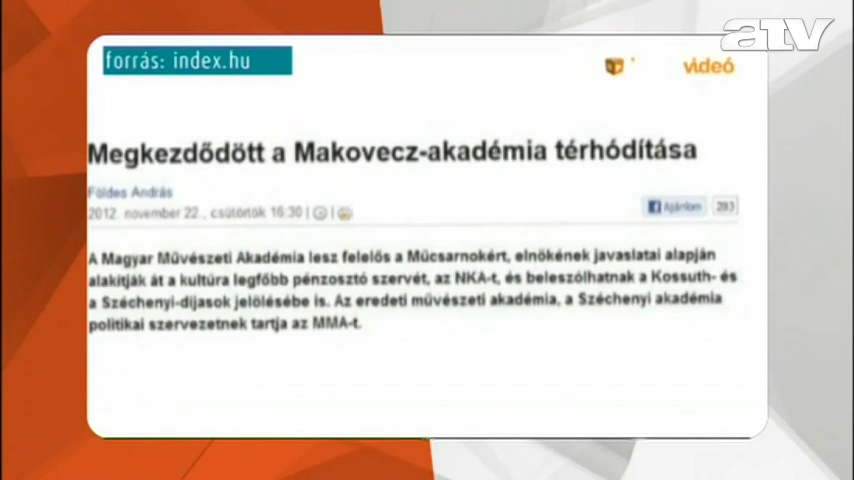 atv
forrás: index.hu
videó
Megkezdődött a Makovecz-akadémia térhódítása
Földes András
2012. november 22., csütörtök 16:30
Ajánlom 283
A Magyar Művészeti Akadémia lesz felelős a Műcsarnokért, elnökének javaslatai alapján
alakítják át a kultúra legfőbb pénzosztó szervét, az NKA-t, és beleszólhatnak a Kossuth- és
a Széchenyi-díjasok jelölésébe is. Az eredeti művészeti akadémia, a Széchenyi akadémia
politikai szervezetnek tartja az MMA-t.